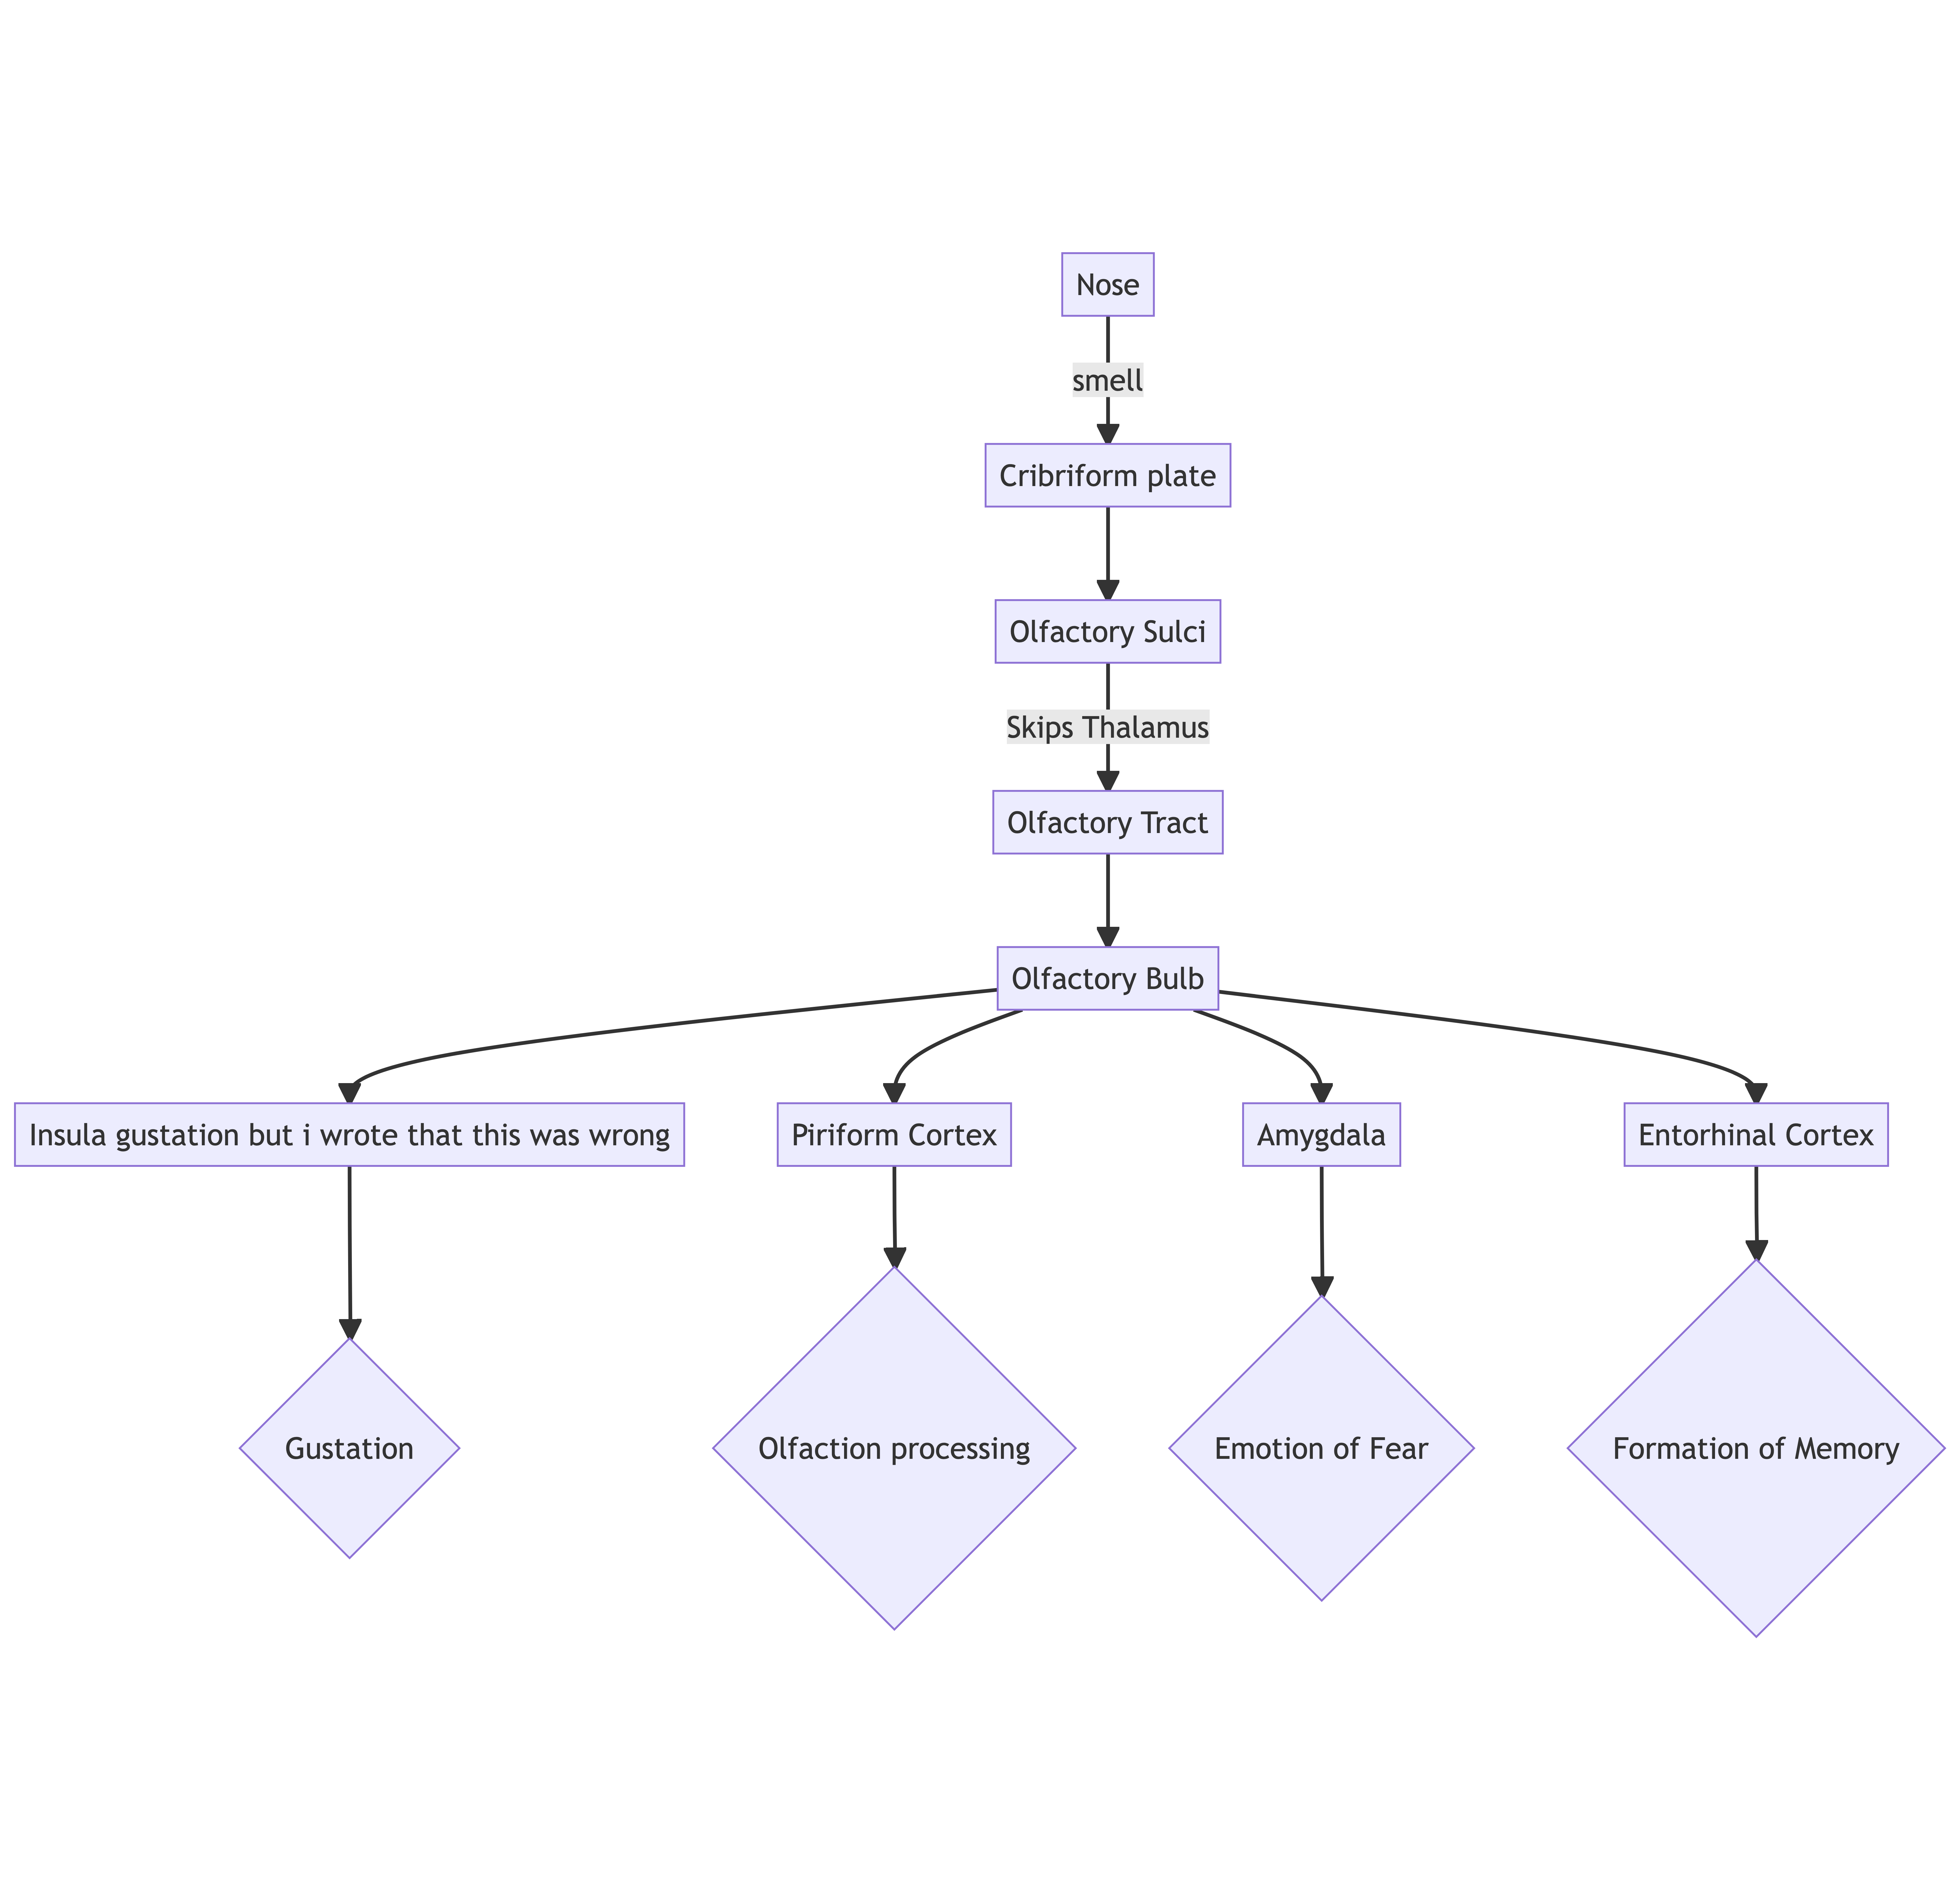 Nose
smell
Cribriform plate
Olfactory Sulci
Skips Thalamus
Olfactory Tract
Olfactory Bulb
Insula gustation but i wrote that this was wrong
Piriform Cortex
Amygdala
Entorhinal Cortex
Gustation
Olfaction processing
Emotion of Fear
Formation of Memory